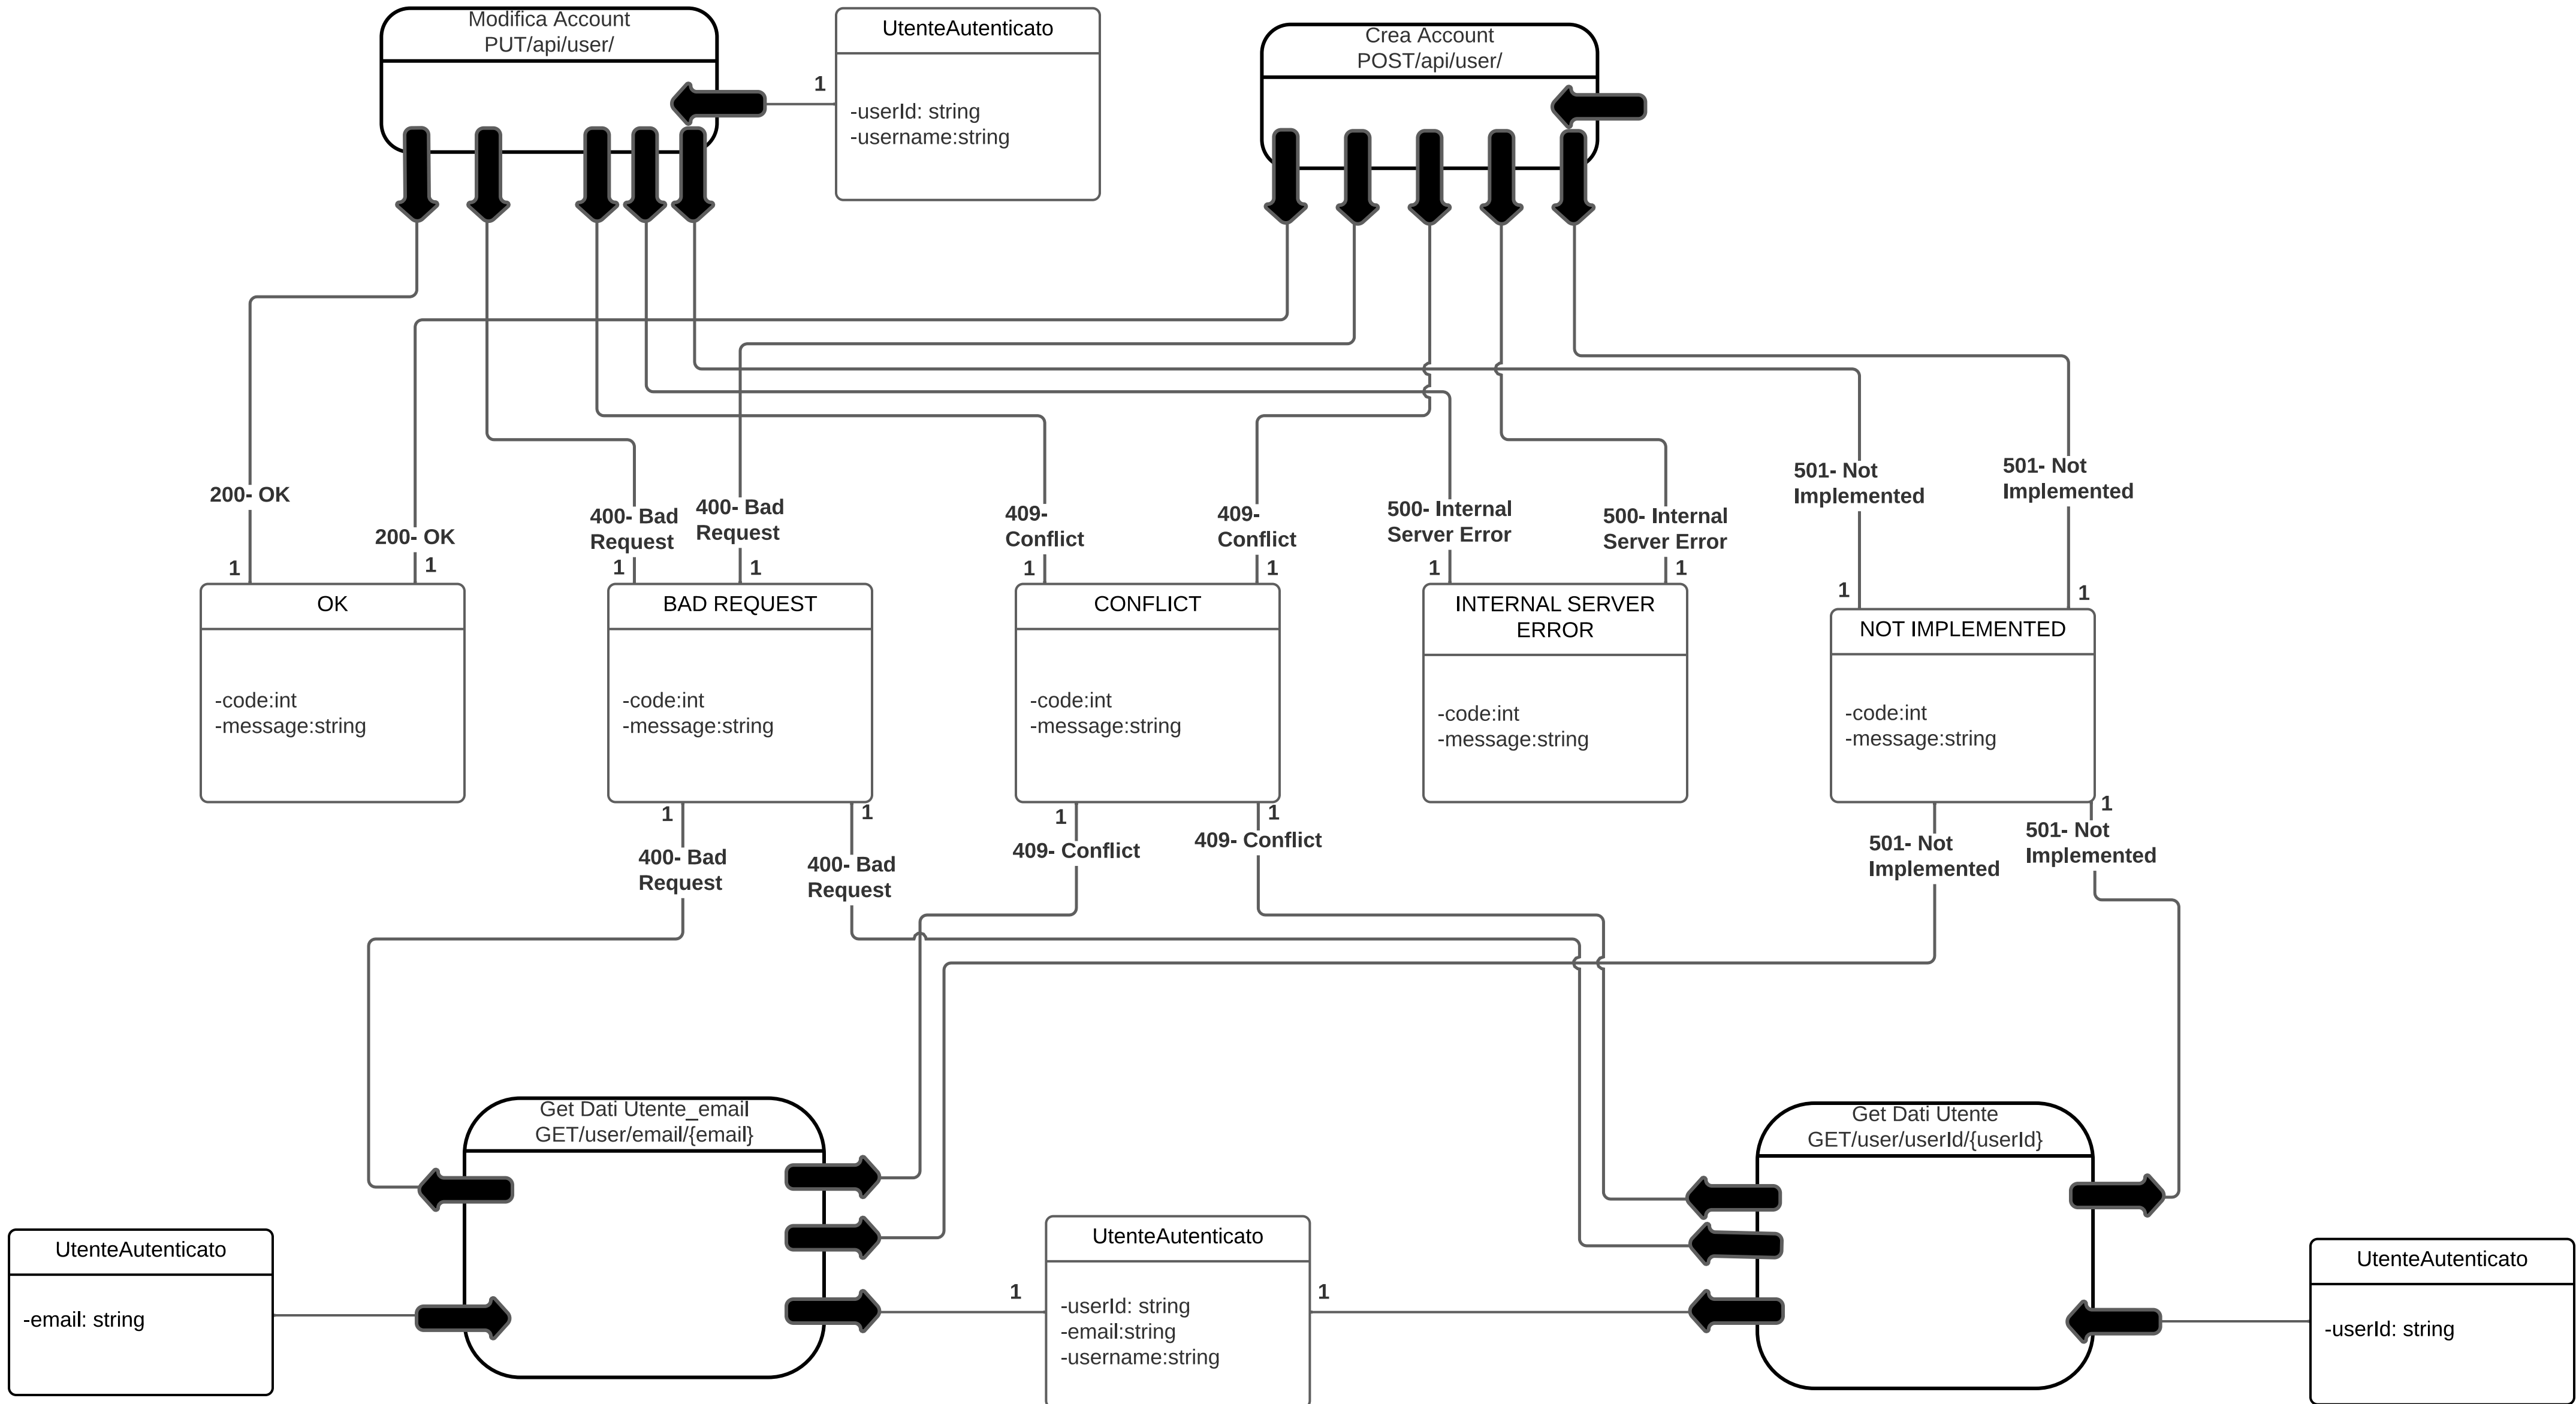 Modifica Account
PUT/api/user/
UtenteAutenticato
1
-userId: string
-username:string
Crea Account
POST/api/user/
200- OK
200- OK
400- Bad
Request
400- Bad
Request
409-
Conflict
409-
Conflict
500- Internal
Server Error
500- Internal
Server Error
501- Not
Implemented
501- Not
Implemented
1
1
1
1
1
1
1
1
1
1
OK
-code:int
-message:string
BAD REQUEST
-code:int
-message:string
CONFLICT
-code:int
-message:string
INTERNAL SERVER
ERROR
-code:int
-message:string
NOT IMPLEMENTED
-code:int
-message:string
1
1
1
1
1
400- Bad
Request
400- Bad
Request
409- Conflict
409- Conflict
501- Not
Implemented
501- Not
Implemented
Get Dati Utente_email
GET/user/email/{email}
Get Dati Utente
GET/user/userId/{userId}
UtenteAutenticato
-email: string
1
UtenteAutenticato
-userId: string
-email:string
-username:string
1
UtenteAutenticato
-userId: string